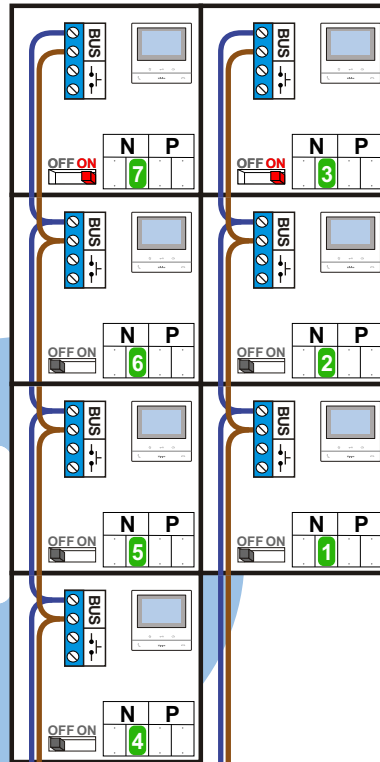 BUS
N P
OFF ON
7
BUS
N P
OFF ON
3
BUS
N P
OFF ON
6
BUS
N P
OFF ON
2
BUS
N P
OFF ON
5
BUS
N P
OFF ON
1
BUS
N P
OFF ON
4